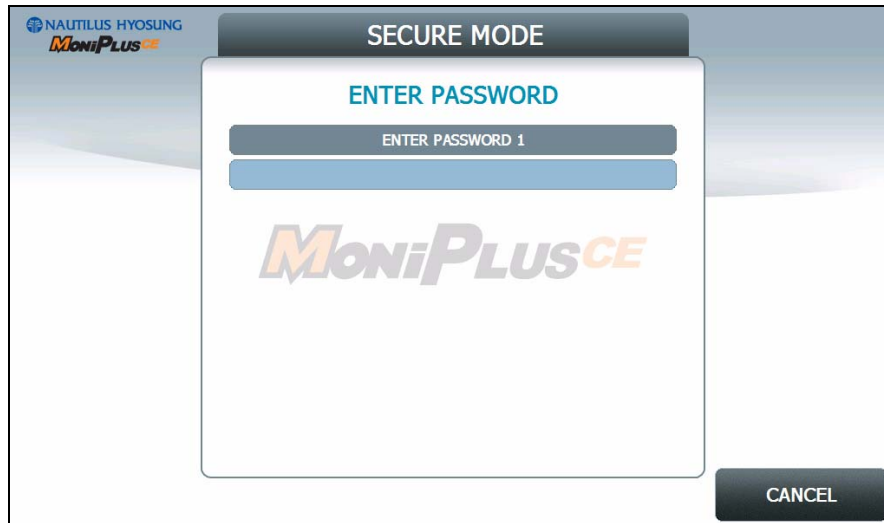 NAUTILUS HYOSUNG
MONIPLUSCE
SECURE MODE
ENTER PASSWORD
ENTER PASSWORD 1
MONIPLUSCE
CANCEL